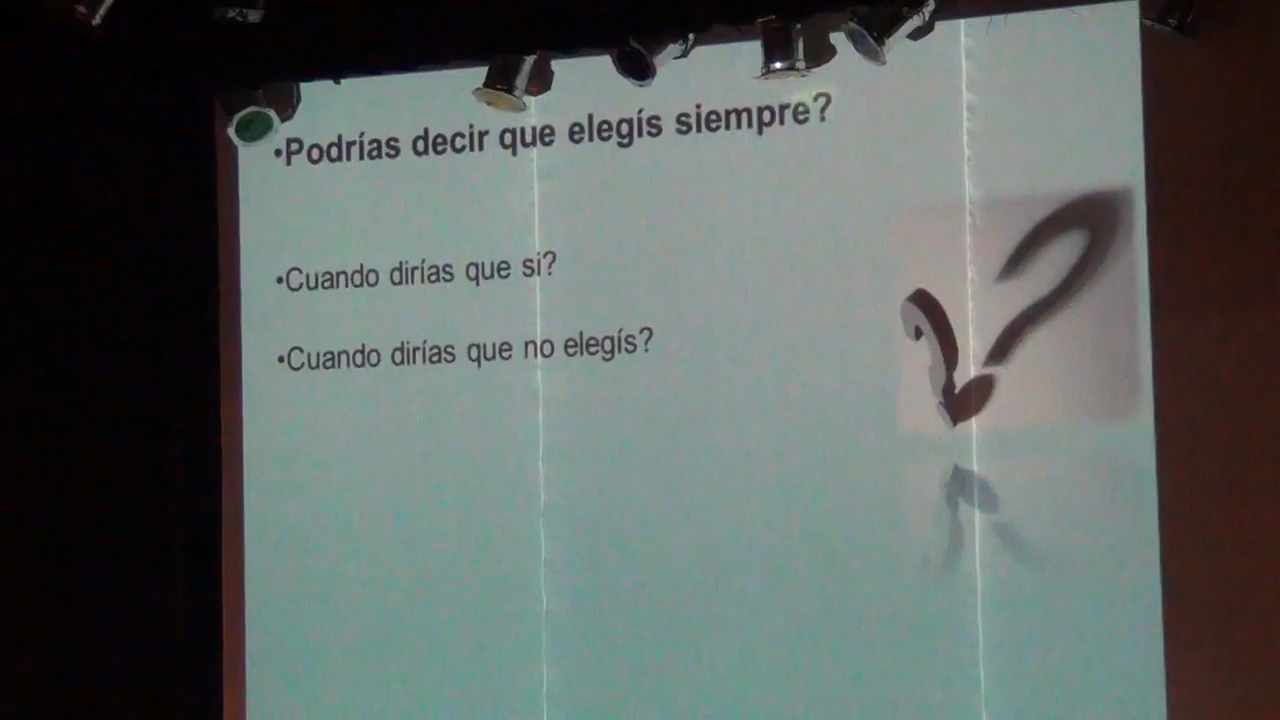 •Podrías decir que elegís siempre?
•Cuando dirías que si?
•Cuando dirías que no elegís?